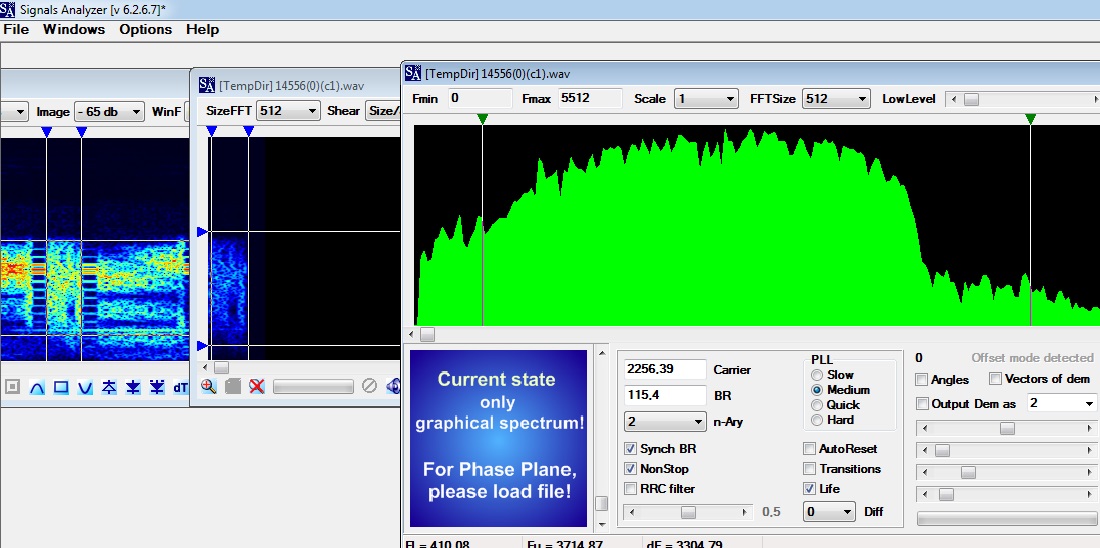 SA Signals Analyzer [v 6.2.6.7]*
File Windows Options Help
Image - 65 db WinF
SA [TempDir] 14556(0)(c1).wav
SizeFFT 512 Shear Size/
dT
SA [TempDir] 14556(0)(c1).wav
Fmin 0 Fmax 5512 Scale 1 FFTSize 512 LowLevel
Current state
only
graphical spectrum!
For Phase Plane,
please load file!
2256,39 Carrier
115,4 BR
2 n-Ary
Synch BR
NonStop
RRC filter
0,5
PLL
Slow
Medium
Quick
Hard
AutoReset
Transitions
Life
0 Diff
0 Offset mode detected
Angles Vectors of dem
Output Dem as 2
Fl = 410,08 Fu = 3714,87 dF = 3304,79